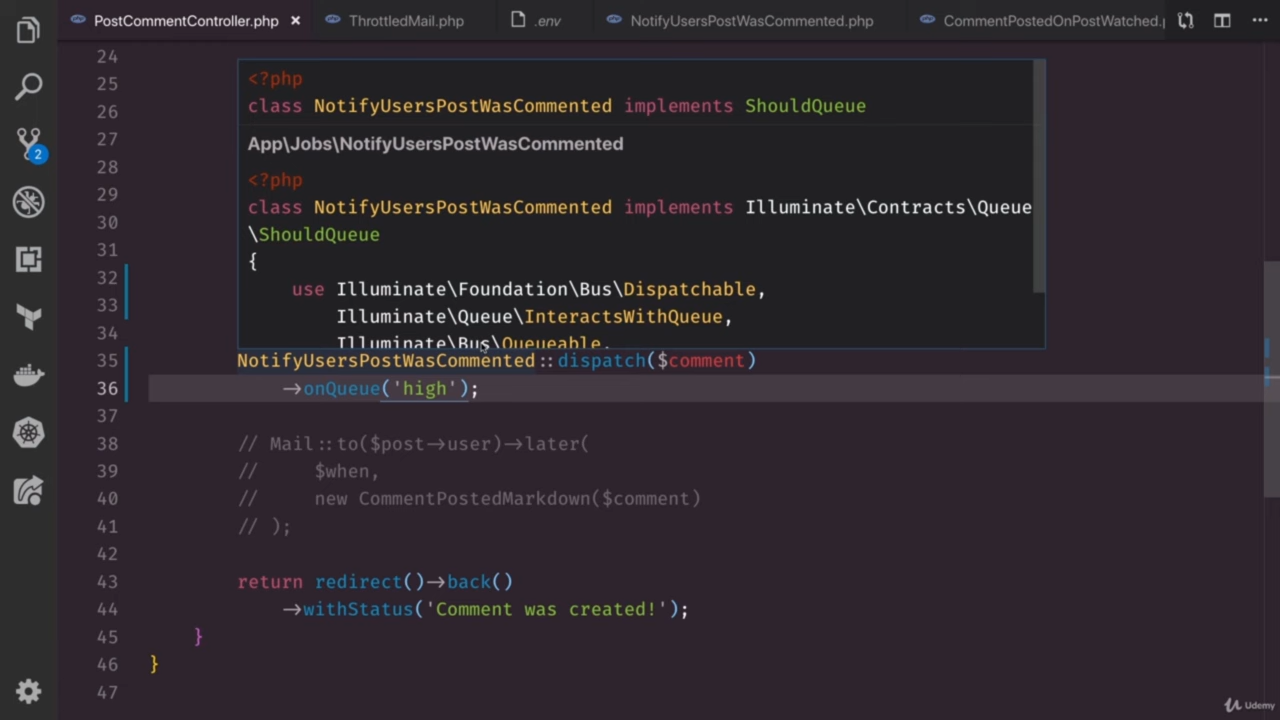 PostCommentController.php × ThrottledMail.php .env NotifyUsersPostWasCommented.php CommentPostedOnPostWatched.p
24
25 <?php
26 class NotifyUsersPostWasCommented implements ShouldQueue
27 App\Jobs\NotifyUsersPostWasCommented
2
28 <?php
29 class NotifyUsersPostWasCommented implements Illuminate\Contracts\Queue
30 \ShouldQueue
31 {
32 use Illuminate\Foundation\Bus\Dispatchable,
33 Illuminate\Queue\InteractsWithQueue,
34 Illuminate\Bus\Queueable,
35 NotifyUsersPostWasCommented::dispatch($comment)
36 ->onQueue('high');
37
38 // Mail::to($post->user)->later(
39 // $when,
40 // new CommentPostedMarkdown($comment)
41 // );
42
43 return redirect()->back()
44 ->withStatus('Comment was created!');
45 }
46 }
47
Udemy